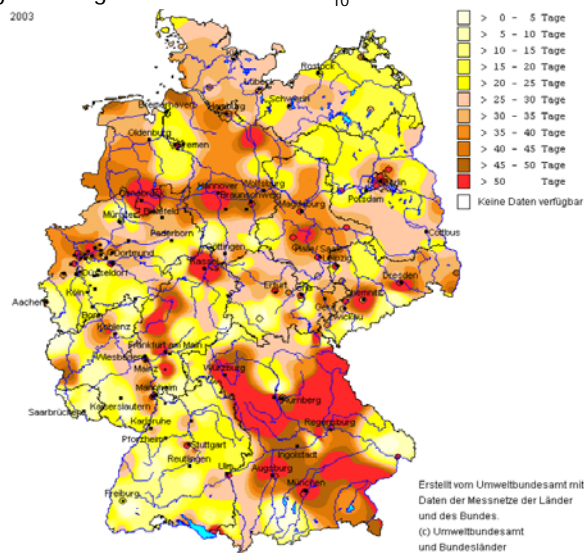 10
2003
> 0 - 5 Tage
> 5 - 10 Tage
> 10 - 15 Tage
> 15 - 20 Tage
> 20 - 25 Tage
> 25 - 30 Tage
> 30 - 35 Tage
> 35 - 40 Tage
> 40 - 45 Tage
> 45 - 50 Tage
> 50 Tage
Keine Daten verfügbar
Kiel
Rostock
Lübeck
Schwerin
Bremerhaven
Hamburg
Oldenburg
Bremen
Berlin
Potsdam
Hannover
Wolfsburg
Braunschweig
Osnabrück
Bielefeld
Magdeburg
Münster
Cottbus
Paderborn
Göttingen
Halle/Saale
Leipzig
Dortmund
Düsseldorf
Kassel
Dresden
Köln
Erfurt
Gera
Chemnitz
Aachen
Bonn
Zwickau
Koblenz
Frankfurt am Main
Wiesbaden
Mainz
Würzburg
Mannheim
Nürnberg
Saarbrücken
Kaiserslautern
Karlsruhe
Regensburg
Pforzheim
Stuttgart
Ingolstadt
Reutlingen
Ulm
Augsburg
München
Freiburg
Erstellt vom Umweltbundesamt mit
Daten der Messnetze der Länder
und des Bundes.
(c) Umweltbundesamt
und Bundesländer